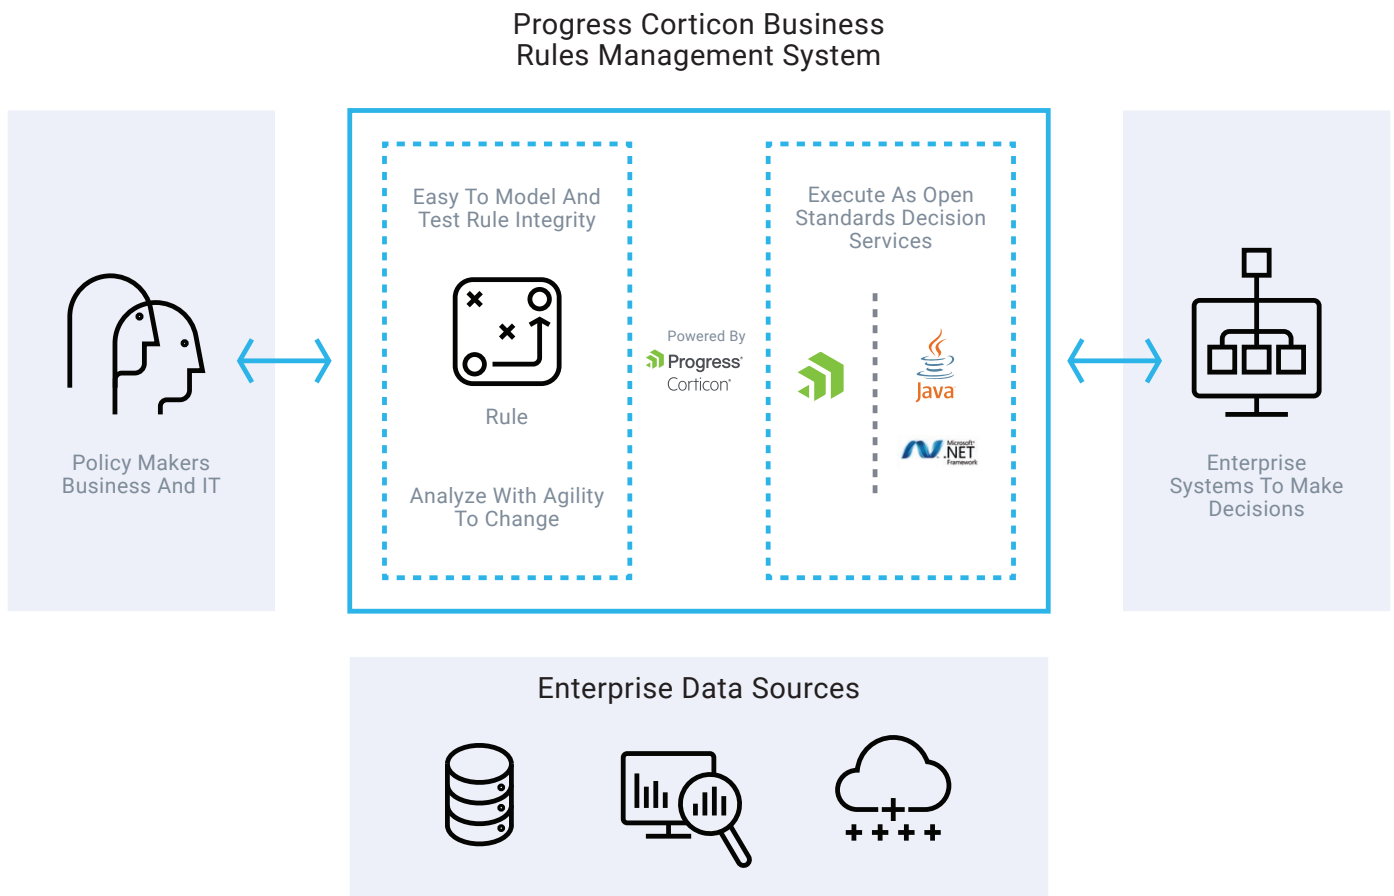 Progress Corticon Business
Rules Management System
Easy To Model And
Test Rule Integrity
Rule
Analyze With Agility
To Change
Powered By
Progress®
Corticon®
Execute As Open
Standards Decision
Services
Java
Microsoft®
.NET
Framework
Policy Makers
Business And IT
Enterprise
Systems To Make
Decisions
Enterprise Data Sources